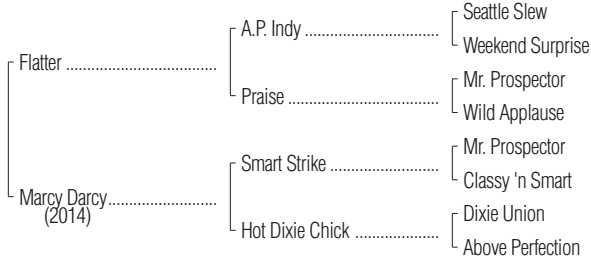 Seattle Slew
A.P. Indy ..............................
Weekend Surprise
Flatter ..................................
Mr. Prospector
Praise ..................................
Wild Applause
Mr. Prospector
Smart Strike ........................
Classy 'n Smart
Marcy Darcy........................
(2014)
Dixie Union
Hot Dixie Chick ...................
Above Perfection